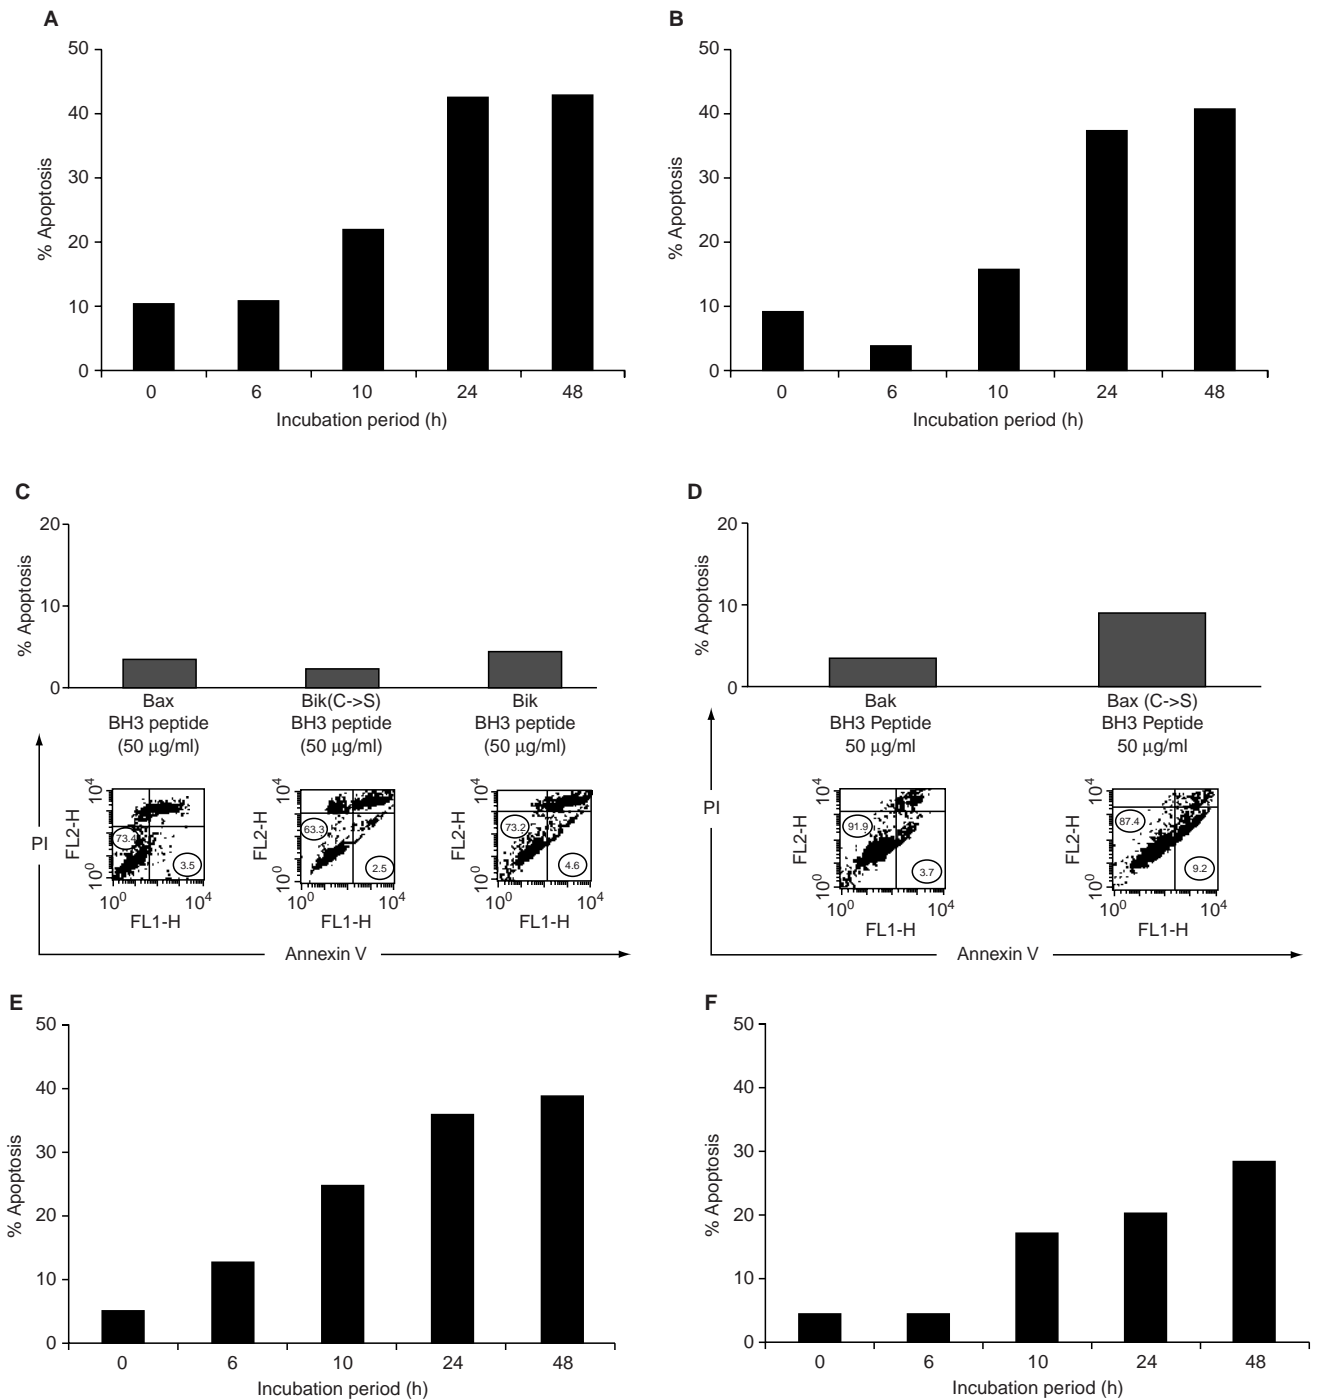 A
50
40
30
20
10
0
% Apoptosis
0 6 10 24 48
Incubation period (h)
B
50
40
30
20
10
0
% Apoptosis
0 6 10 24 48
Incubation period (h)
C
20
10
0
% Apoptosis
Bax
BH3 peptide
(50 µg/ml)
Bik(C->S)
BH3 peptide
(50 µg/ml)
Bik
BH3 peptide
(50 µg/ml)
PI
10⁴
FL2-H
10⁰
73.4
3.5
10⁰ 10⁴
FL1-H
10⁴
FL2-H
10⁰
63.3
2.5
10⁰ 10⁴
FL1-H
10⁴
FL2-H
10⁰
73.2
4.6
10⁰ 10⁴
FL1-H
Annexin V
D
20
10
0
% Apoptosis
Bak
BH3 Peptide
50 µg/ml
Bax (C->S)
BH3 Peptide
50 µg/ml
PI
10⁴
FL2-H
10⁰
91.9
3.7
10⁰ 10⁴
FL1-H
10⁴
FL2-H
10⁰
87.4
9.2
10⁰ 10⁴
FL1-H
Annexin V
E
50
40
30
20
10
0
% Apoptosis
0 6 10 24 48
Incubation period (h)
F
50
40
30
20
10
0
% Apoptosis
0 6 10 24 48
Incubation period (h)